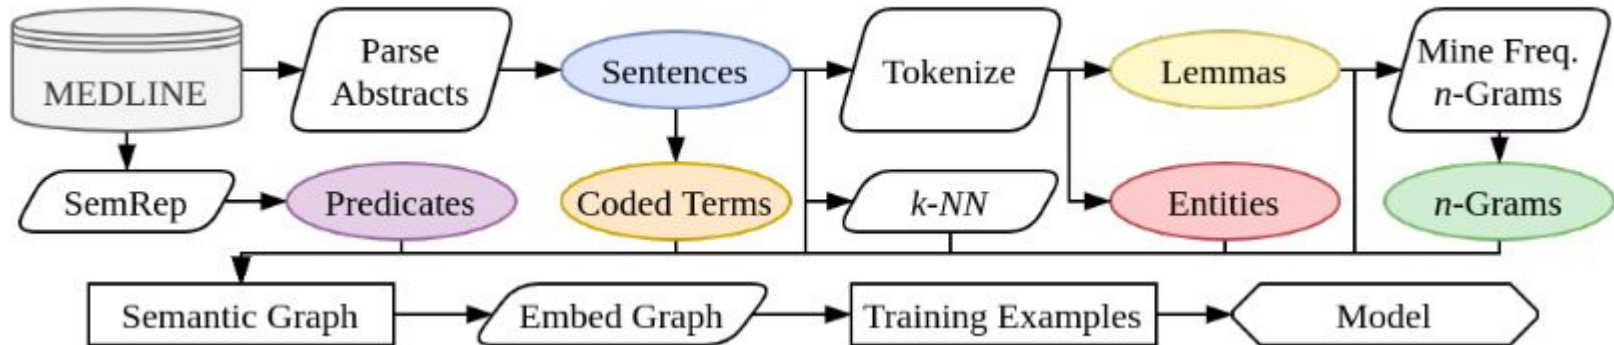 MEDLINE
Parse
Abstracts
Sentences
Tokenize
Lemmas
Mine Freq.
n-Grams
SemRep
Predicates
Coded Terms
k-NN
Entities
n-Grams
Semantic Graph
Embed Graph
Training Examples
Model